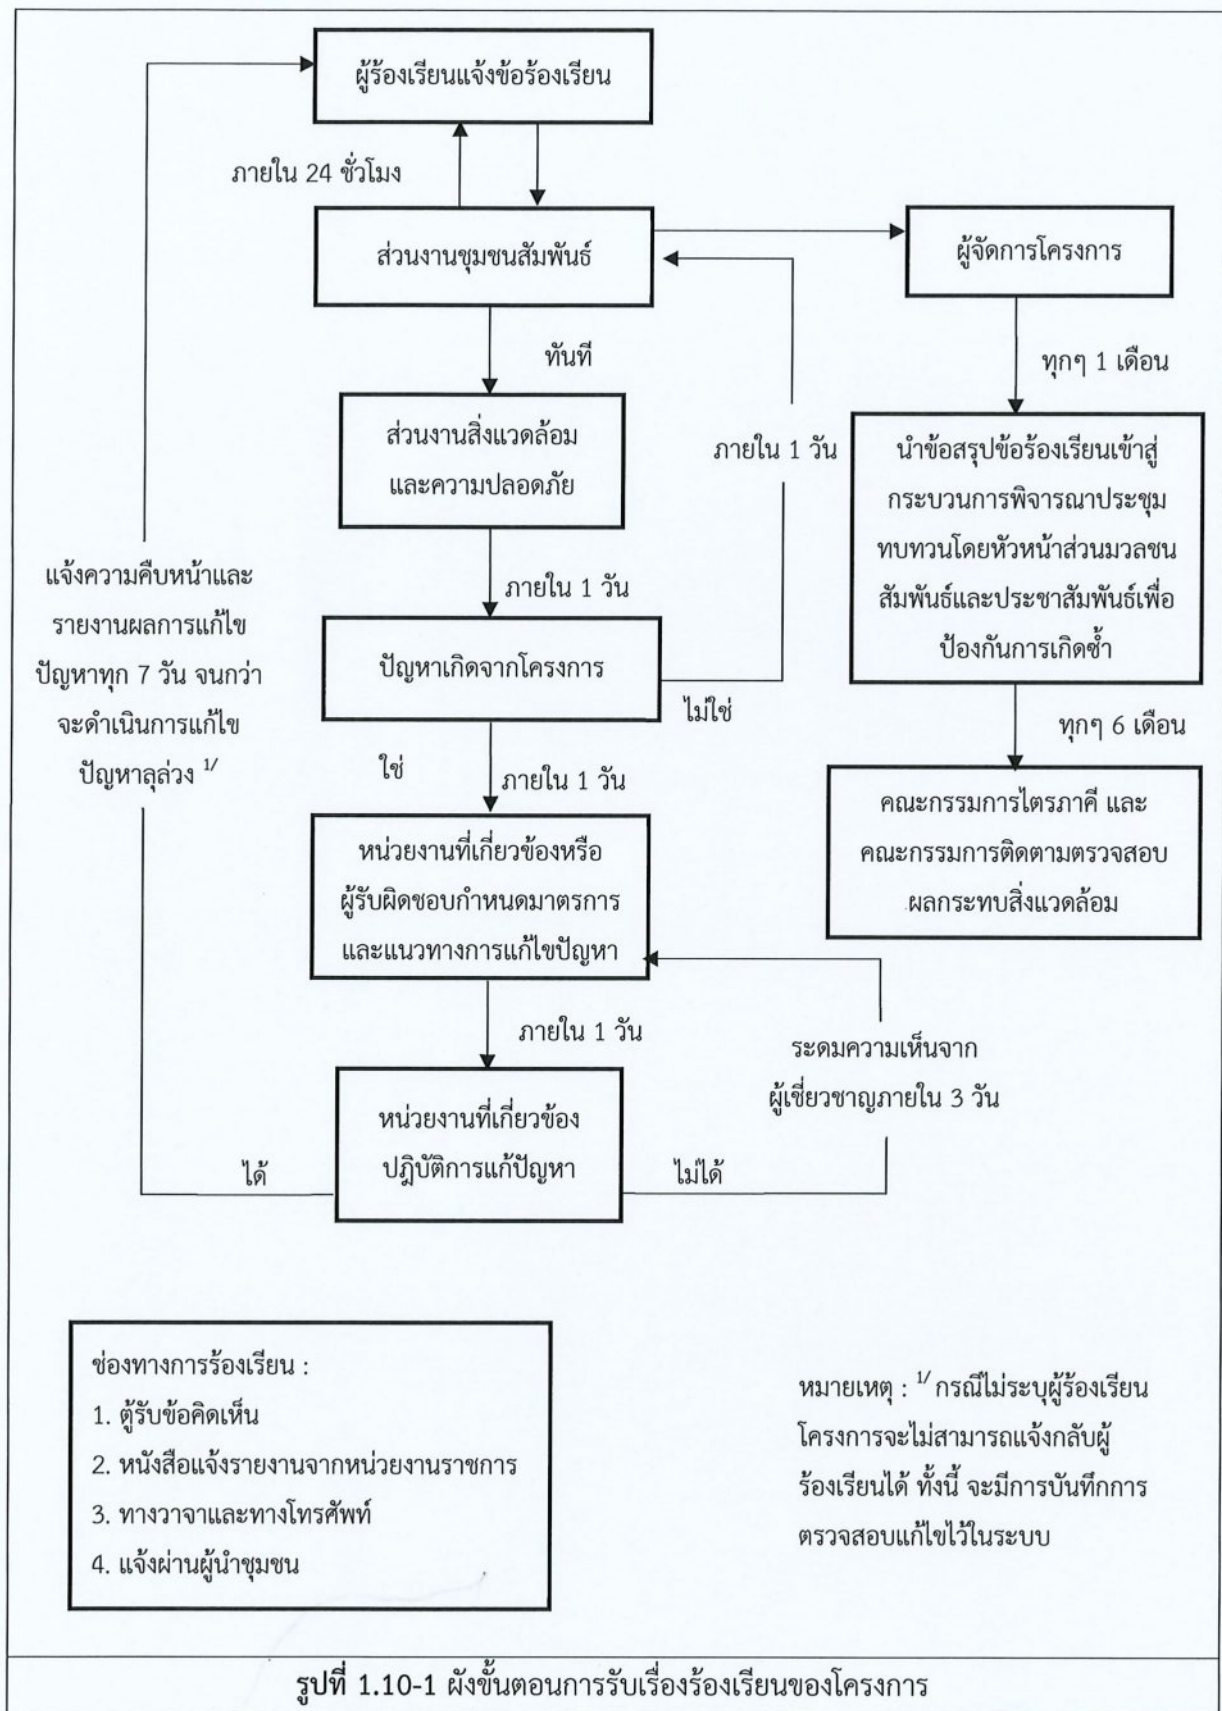 ผู้ร้องเรียนแจ้งข้อร้องเรียน
ภายใน 24 ชั่วโมง
ส่วนงานชุมชนสัมพันธ์
ผู้จัดการโครงการ
ทันที
ทุกๆ 1 เดือน
ส่วนงานสิ่งแวดล้อม
และความปลอดภัย
ภายใน 1 วัน
นำข้อสรุปข้อร้องเรียนเข้าสู่
กระบวนการพิจารณาประชุม
ทบทวนโดยหัวหน้าส่วนมวลชน
สัมพันธ์และประชาสัมพันธ์เพื่อ
ป้องกันการเกิดซ้ำ
ภายใน 1 วัน
แจ้งความคืบหน้าและ
รายงานผลการแก้ไข
ปัญหาทุก 7 วัน จนกว่า
จะดำเนินการแก้ไข
ปัญหาลุล่วง 1/
ปัญหาเกิดจากโครงการ
ไม่ใช่
ทุกๆ 6 เดือน
ใช่
ภายใน 1 วัน
คณะกรรมการไตรภาคี และ
คณะกรรมการติดตามตรวจสอบ
ผลกระทบสิ่งแวดล้อม
หน่วยงานที่เกี่ยวข้องหรือ
ผู้รับผิดชอบกำหนดมาตรการ
และแนวทางการแก้ไขปัญหา
ภายใน 1 วัน
ระดมความเห็นจาก
ผู้เชี่ยวชาญภายใน 3 วัน
หน่วยงานที่เกี่ยวข้อง
ปฏิบัติการแก้ปัญหา
ได้
ไม่ได้
ช่องทางการร้องเรียน :
1. ตู้รับข้อคิดเห็น
2. หนังสือแจ้งรายงานจากหน่วยงานราชการ
3. ทางวาจาและทางโทรศัพท์
4. แจ้งผ่านผู้นำชุมชน
หมายเหตุ : 1/ กรณีไม่ระบุผู้ร้องเรียน
โครงการจะไม่สามารถแจ้งกลับผู้
ร้องเรียนได้ ทั้งนี้ จะมีการบันทึกการ
ตรวจสอบแก้ไขไว้ในระบบ
รูปที่ 1.10-1 ผังขั้นตอนการรับเรื่องร้องเรียนของโครงการ